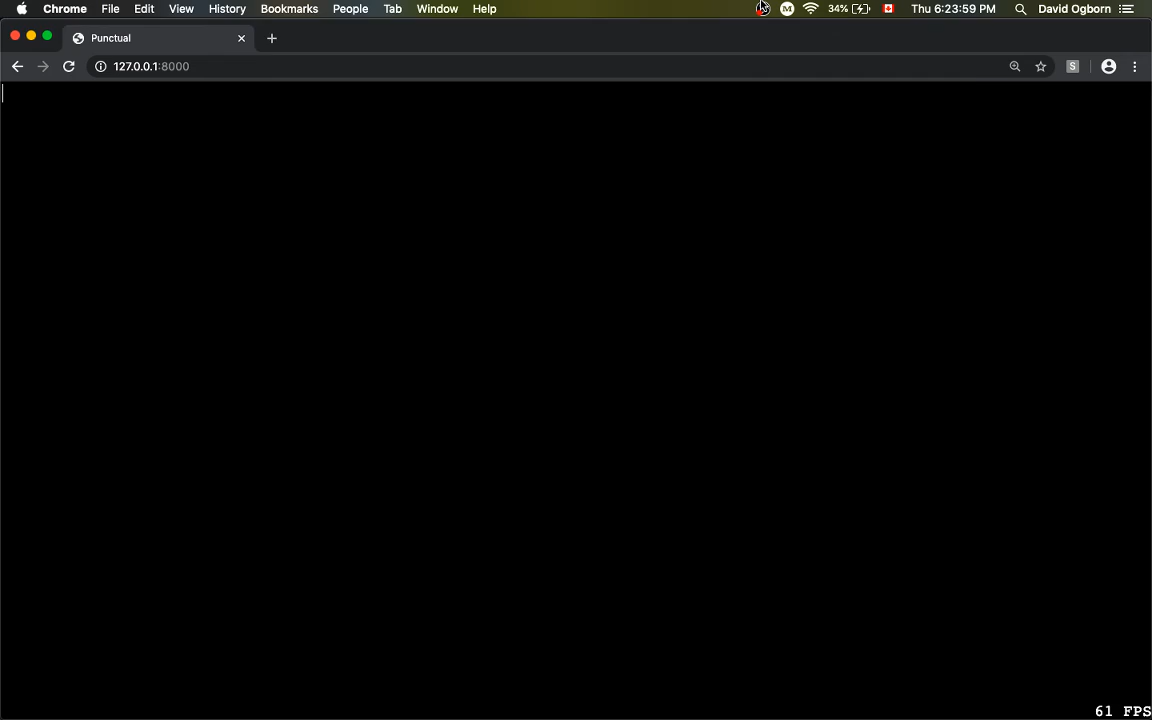 Chrome File Edit View History Bookmarks People Tab Window Help M 34% Thu 6:23:59 PM David Ogborn
Punctual
127.0.0.1:8000 S
61 FPS